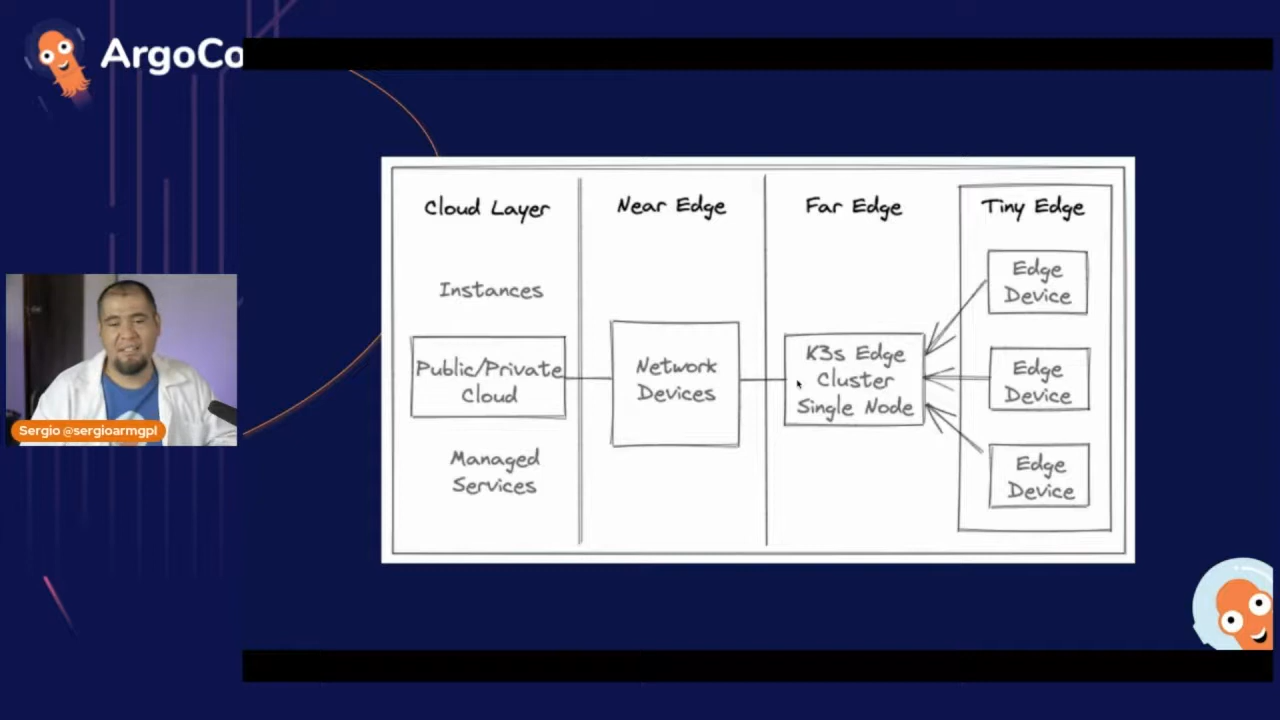 ArgoCo
Cloud Layer
Instances
Public/Private
Cloud
Managed
Services
Near Edge
Network
Devices
Far Edge
K3s Edge
Cluster
Single Node
Tiny Edge
Edge
Device
Edge
Device
Edge
Device
Sergio @sergioarmgpl